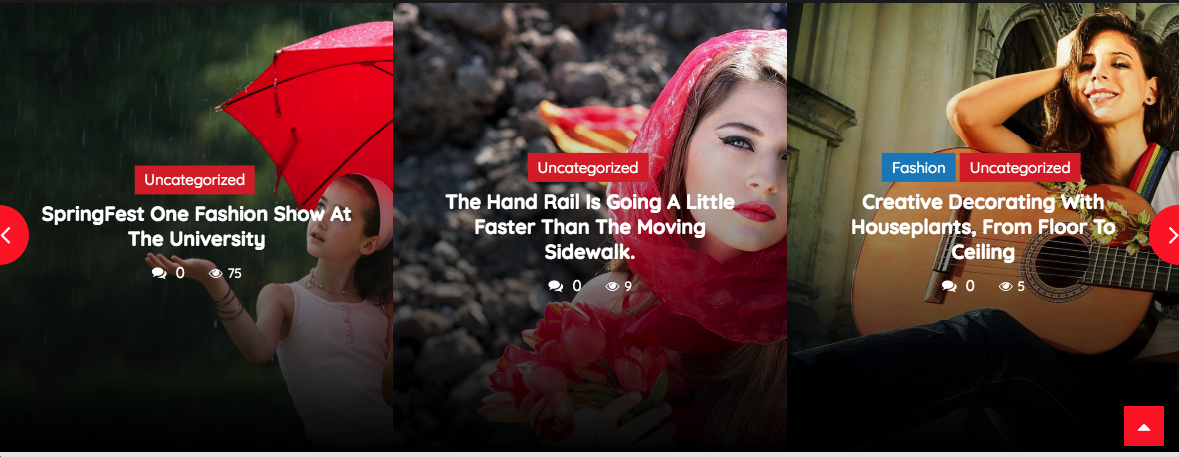 Uncategorized
SpringFest One Fashion Show At
The University
0 75
Uncategorized
The Hand Rail Is Going A Little
Faster Than The Moving
Sidewalk.
0 9
Fashion Uncategorized
Creative Decorating With
Houseplants, From Floor To
Ceiling
0 5